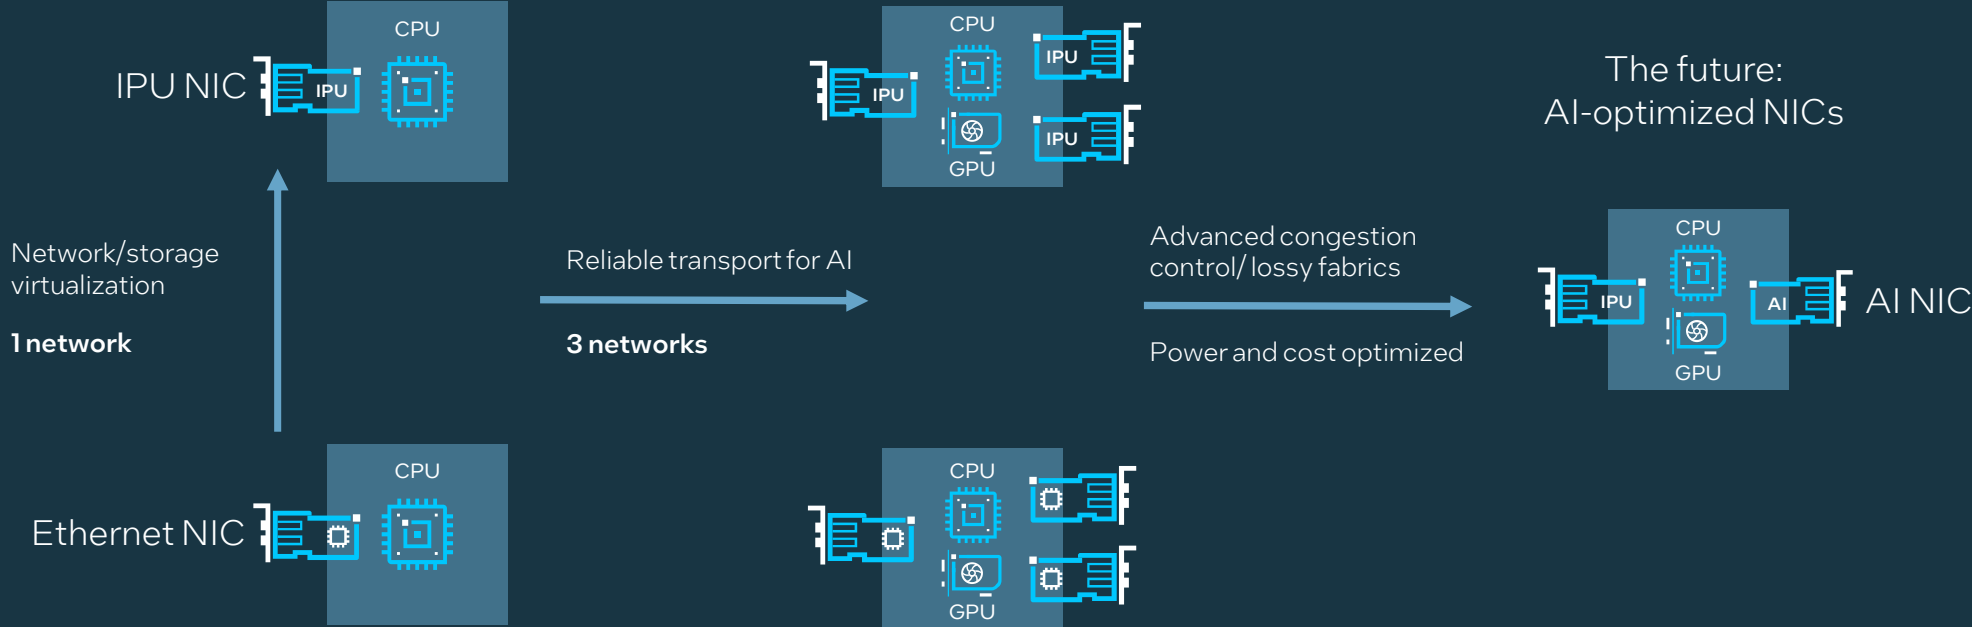 CPU
IPU NIC
IPU
Network/storage
virtualization
1 network
CPU
Ethernet NIC
CPU
IPU
IPU
IPU
GPU
Reliable transport for AI
3 networks
CPU
GPU
Advanced congestion
control/ lossy fabrics
Power and cost optimized
The future:
AI-optimized NICs
CPU
IPU
AI
AI NIC
GPU